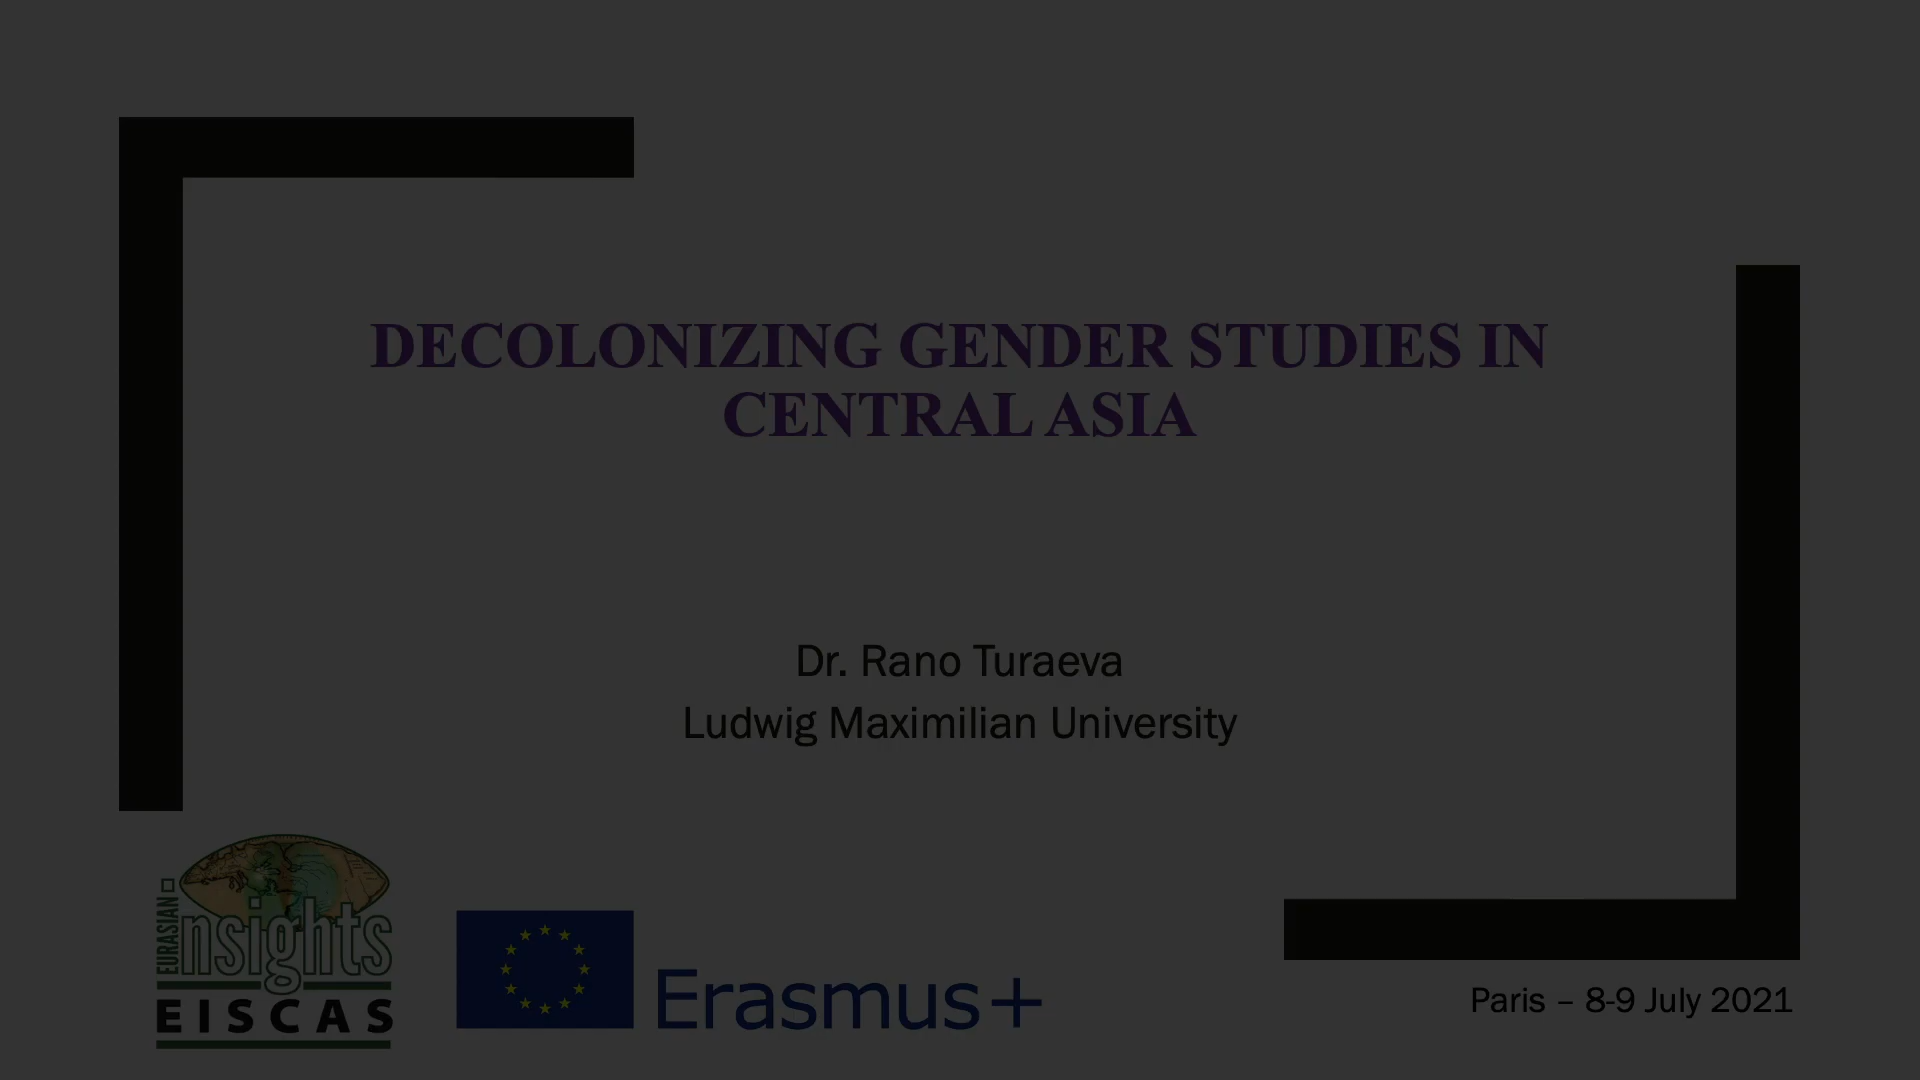 DECOLONIZING GENDER STUDIES IN
CENTRAL ASIA
Dr. Rano Turaeva
Ludwig Maximilian University
EURASIAN
insights
EISCAS
Erasmus+
Paris – 8-9 July 2021